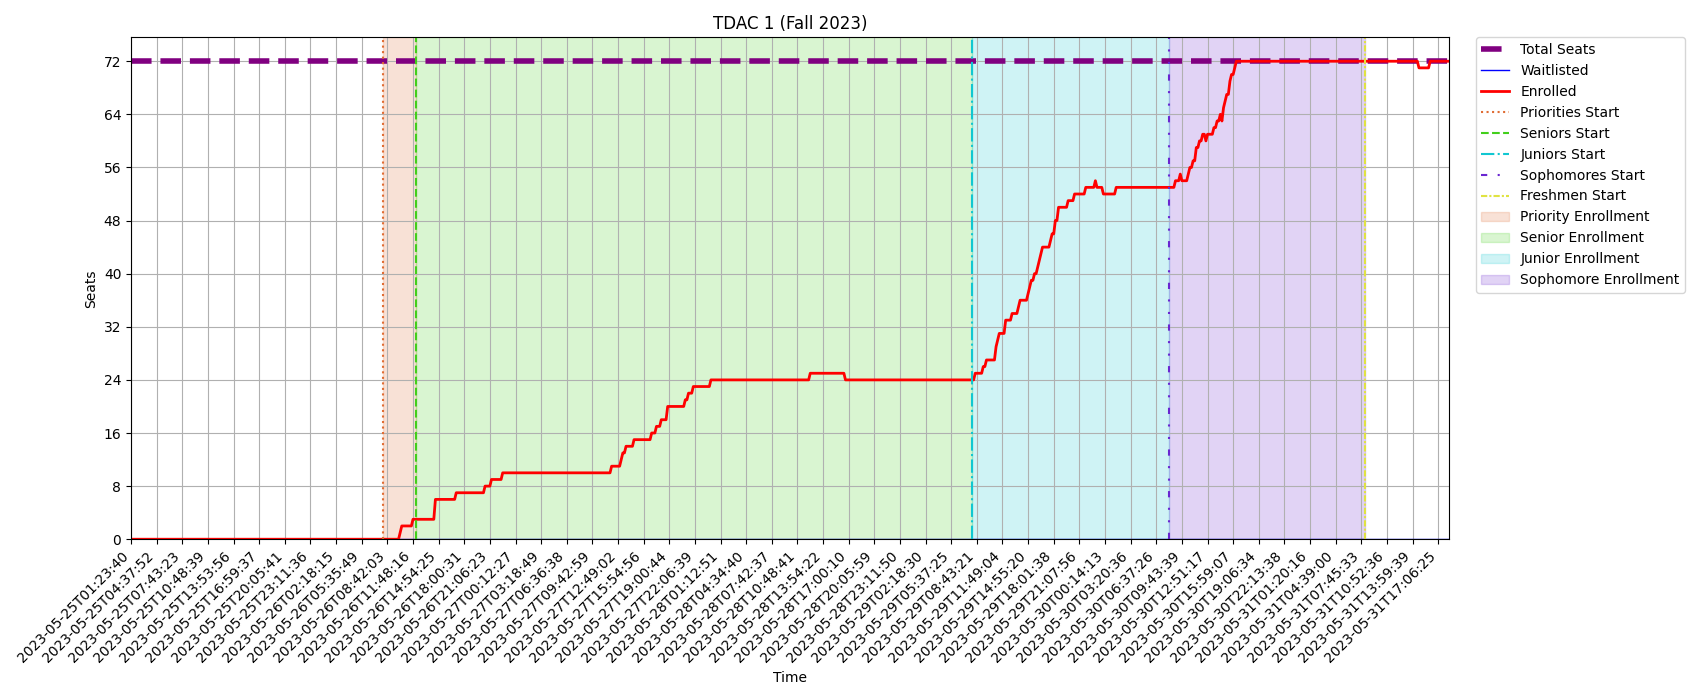 TDAC 1 (Fall 2023)
Seats
72
64
56
48
40
32
24
16
8
0
2023-05-25T01:23:40
2023-05-25T04:37:52
2023-05-25T07:43:23
2023-05-25T10:48:39
2023-05-25T13:53:56
2023-05-25T16:59:37
2023-05-25T20:05:41
2023-05-25T23:11:36
2023-05-26T02:18:15
2023-05-26T05:35:49
2023-05-26T08:42:03
2023-05-26T11:48:16
2023-05-26T14:54:25
2023-05-26T18:00:31
2023-05-26T21:06:23
2023-05-27T00:12:27
2023-05-27T03:18:49
2023-05-27T06:36:38
2023-05-27T09:42:59
2023-05-27T12:49:02
2023-05-27T15:54:56
2023-05-27T19:00:44
2023-05-27T22:06:39
2023-05-28T01:12:51
2023-05-28T04:34:40
2023-05-28T07:42:37
2023-05-28T10:48:41
2023-05-28T13:54:22
2023-05-28T17:00:10
2023-05-28T20:05:59
2023-05-28T23:11:50
2023-05-29T02:18:30
2023-05-29T05:37:25
2023-05-29T08:43:21
2023-05-29T11:49:04
2023-05-29T14:55:20
2023-05-29T18:01:38
2023-05-29T21:07:56
2023-05-30T00:14:13
2023-05-30T03:20:36
2023-05-30T06:37:26
2023-05-30T09:43:39
2023-05-30T12:51:17
2023-05-30T15:59:07
2023-05-30T19:06:34
2023-05-30T22:13:38
2023-05-31T01:20:16
2023-05-31T04:39:00
2023-05-31T07:45:33
2023-05-31T10:52:36
2023-05-31T13:59:39
2023-05-31T17:06:25
Time
Total Seats
Waitlisted
Enrolled
Priorities Start
Seniors Start
Juniors Start
Sophomores Start
Freshmen Start
Priority Enrollment
Senior Enrollment
Junior Enrollment
Sophomore Enrollment